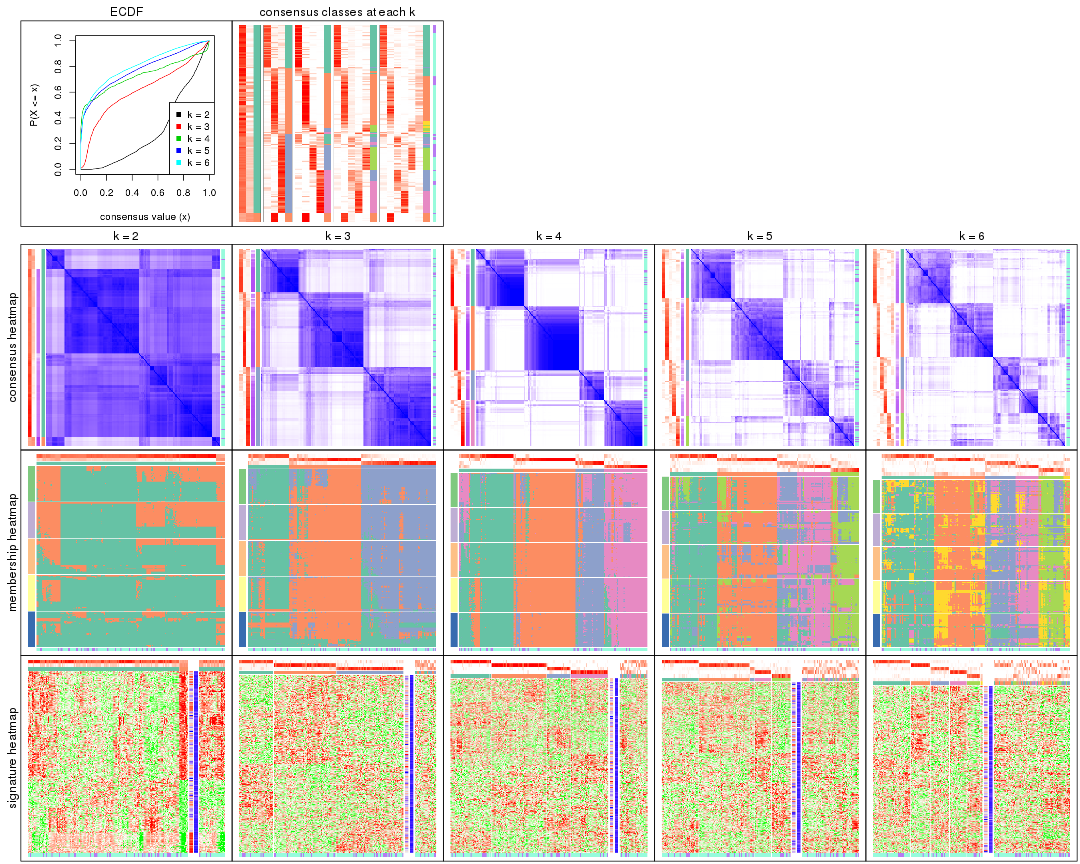 ECDF
consensus classes at each k
P(X <= x)
0.0 0.2 0.4 0.6 0.8 1.0
k = 2
k = 3
k = 4
k = 5
k = 6
0.0 0.2 0.4 0.6 0.8 1.0
consensus value (x)
k = 2
k = 3
k = 4
k = 5
k = 6
consensus heatmap
membership heatmap
signature heatmap